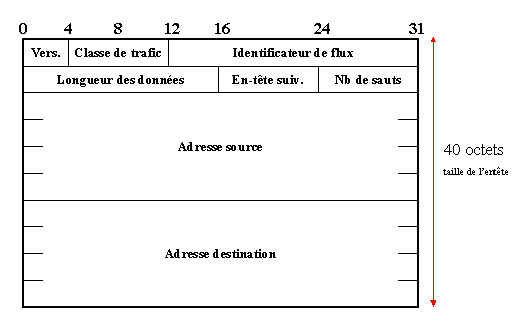 0 4 8 12 16 24 31
Vers. Classe de trafic Identificateur de flux
Longueur des données En-tête suiv. Nb de sauts
Adresse source
40 octets
taille de l'entête
Adresse destination